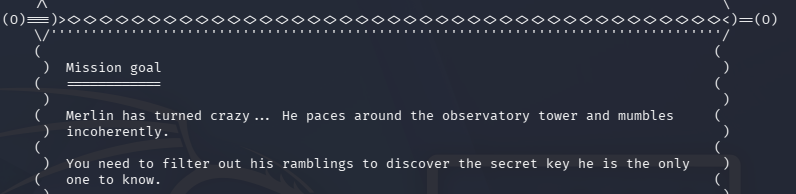 Mission goal
Merlin has turned crazy... He paces around the observatory tower and mumbles
incoherently.
You need to filter out his ramblings to discover the secret key he is the only
one to know.